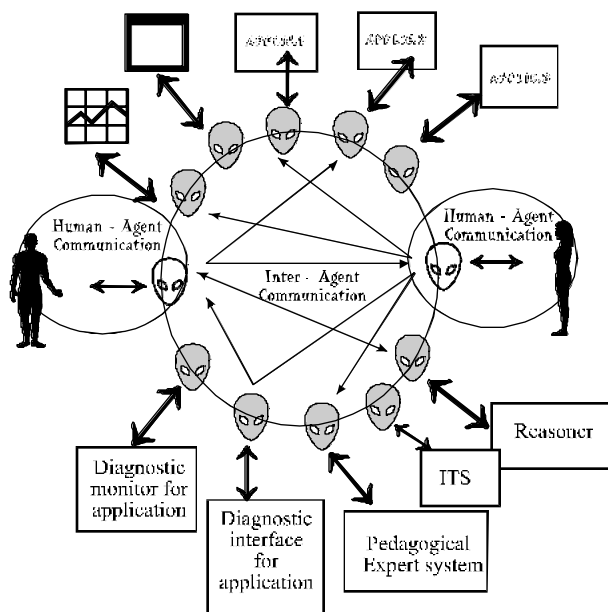 Human - Agent
Communication
Human - Agent
Communication
Inter - Agent
Communication
Reasoner
ITS
Diagnostic
monitor for
application
Diagnostic
interface
for
application
Pedagogical
Expert system